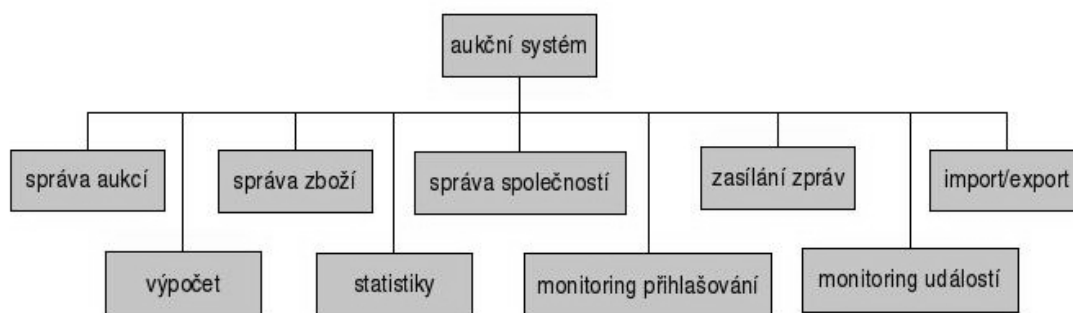 aukční systém
správa aukcí
správa zboží
správa společností
zasílání zpráv
import/export
výpočet
statistiky
monitoring přihlašování
monitoring událostí